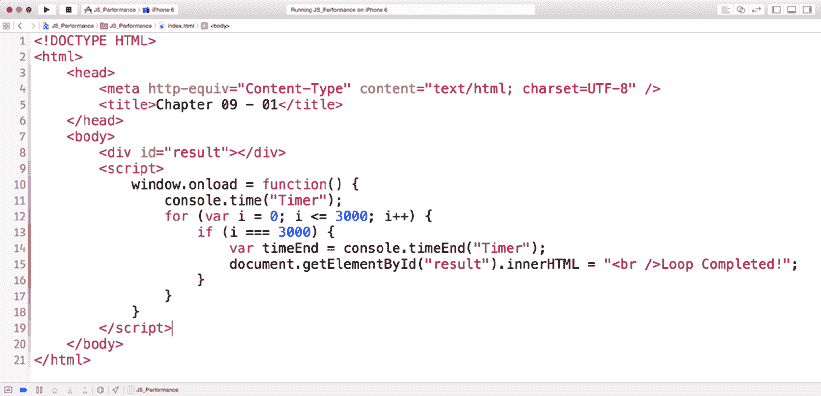 JS_Performance iPhone 6 Running JS_Performance on iPhone 6
JS_Performance JS_Performance index.html <body>
1 <!DOCTYPE HTML>
2 <html>
3 <head>
4 <meta http-equiv="Content-Type" content="text/html; charset=UTF-8" />
5 <title>Chapter 09 - 01</title>
6 </head>
7 <body>
8 <div id="result"></div>
9 <script>
10 window.onload = function() {
11 console.time("Timer");
12 for (var i = 0; i <= 3000; i++) {
13 if (i === 3000) {
14 var timeEnd = console.timeEnd("Timer");
15 document.getElementById("result").innerHTML = "<br />Loop Completed!";
16 }
17 }
18 }
19 </script>
20 </body>
21 </html>
JS_Performance